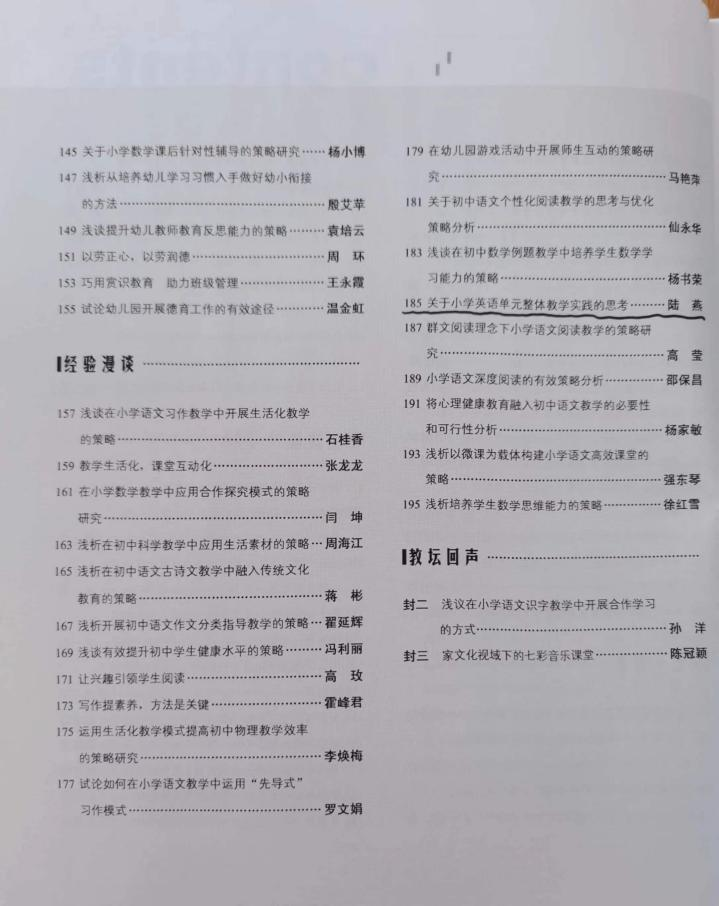 145 关于小学数学课后针对性辅导的策略研究……杨小博
147 浅析从培养幼儿学习习惯入手做好幼小衔接
的方法……殷艾苹
149 浅谈提升幼儿教师教育反思能力的策略……袁培云
151 以劳正心，以劳润德……周 环
153 巧用赏识教育 助力班级管理……王永霞
155 试论幼儿园开展德育工作的有效途径……温金虹
经验漫谈……
157 浅谈在小学语文习作教学中开展生活化教学
的策略……石桂香
159 教学生活化，课堂互动化……张龙龙
161 在小学数学教学中应用合作探究模式的策略
研究……闫 坤
163 浅析在初中科学教学中应用生活素材的策略…周海江
165 浅析在初中语文古诗文教学中融入传统文化
教育的策略……蒋 彬
167 浅析开展初中语文作文分类指导教学的策略…翟延辉
169 浅谈有效提升初中学生健康水平的策略……冯利丽
171 让兴趣引领学生阅读……高 玫
173 写作提素养，方法是关键……霍峰君
175 运用生活化教学模式提高初中物理教学效率
的策略研究……李焕梅
177 试论如何在小学语文教学中运用“先导式”
习作模式……罗文娟
179 在幼儿园游戏活动中开展师生互动的策略研
究……马艳萍
181 关于初中语文个性化阅读教学的思考与优化
策略分析……仙永华
183 浅谈在初中数学例题教学中培养学生数学学
习能力的策略……杨书荣
185 关于小学英语单元整体教学实践的思考……陆 燕
187 群文阅读理念下小学语文阅读教学的策略研
究……高 莹
189 小学语文深度阅读的有效策略分析……邵保昌
191 将心理健康教育融入初中语文教学的必要性
和可行性分析……杨家敏
193 浅析以微课为载体构建小学语文高效课堂的
策略……强东琴
195 浅析培养学生数学思维能力的策略……徐红雪
教坛回声……
封二 浅议在小学语文识字教学中开展合作学习
的方式……孙 洋
封三 家文化视域下的七彩音乐课堂……陈冠颖